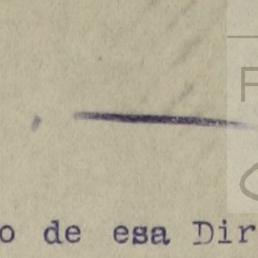 o de esa Dir